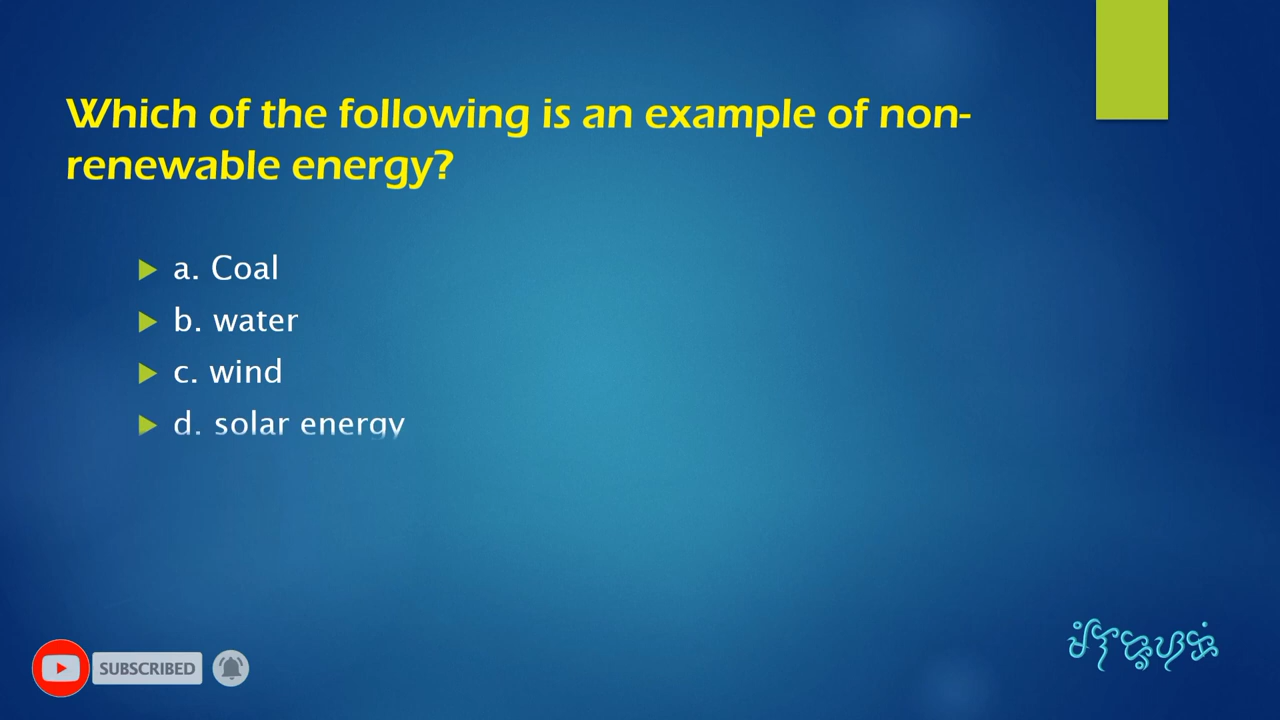 Which of the following is an example of non-
renewable energy?
a. Coal
b. water
c. wind
d. solar energy
SUBSCRIBED